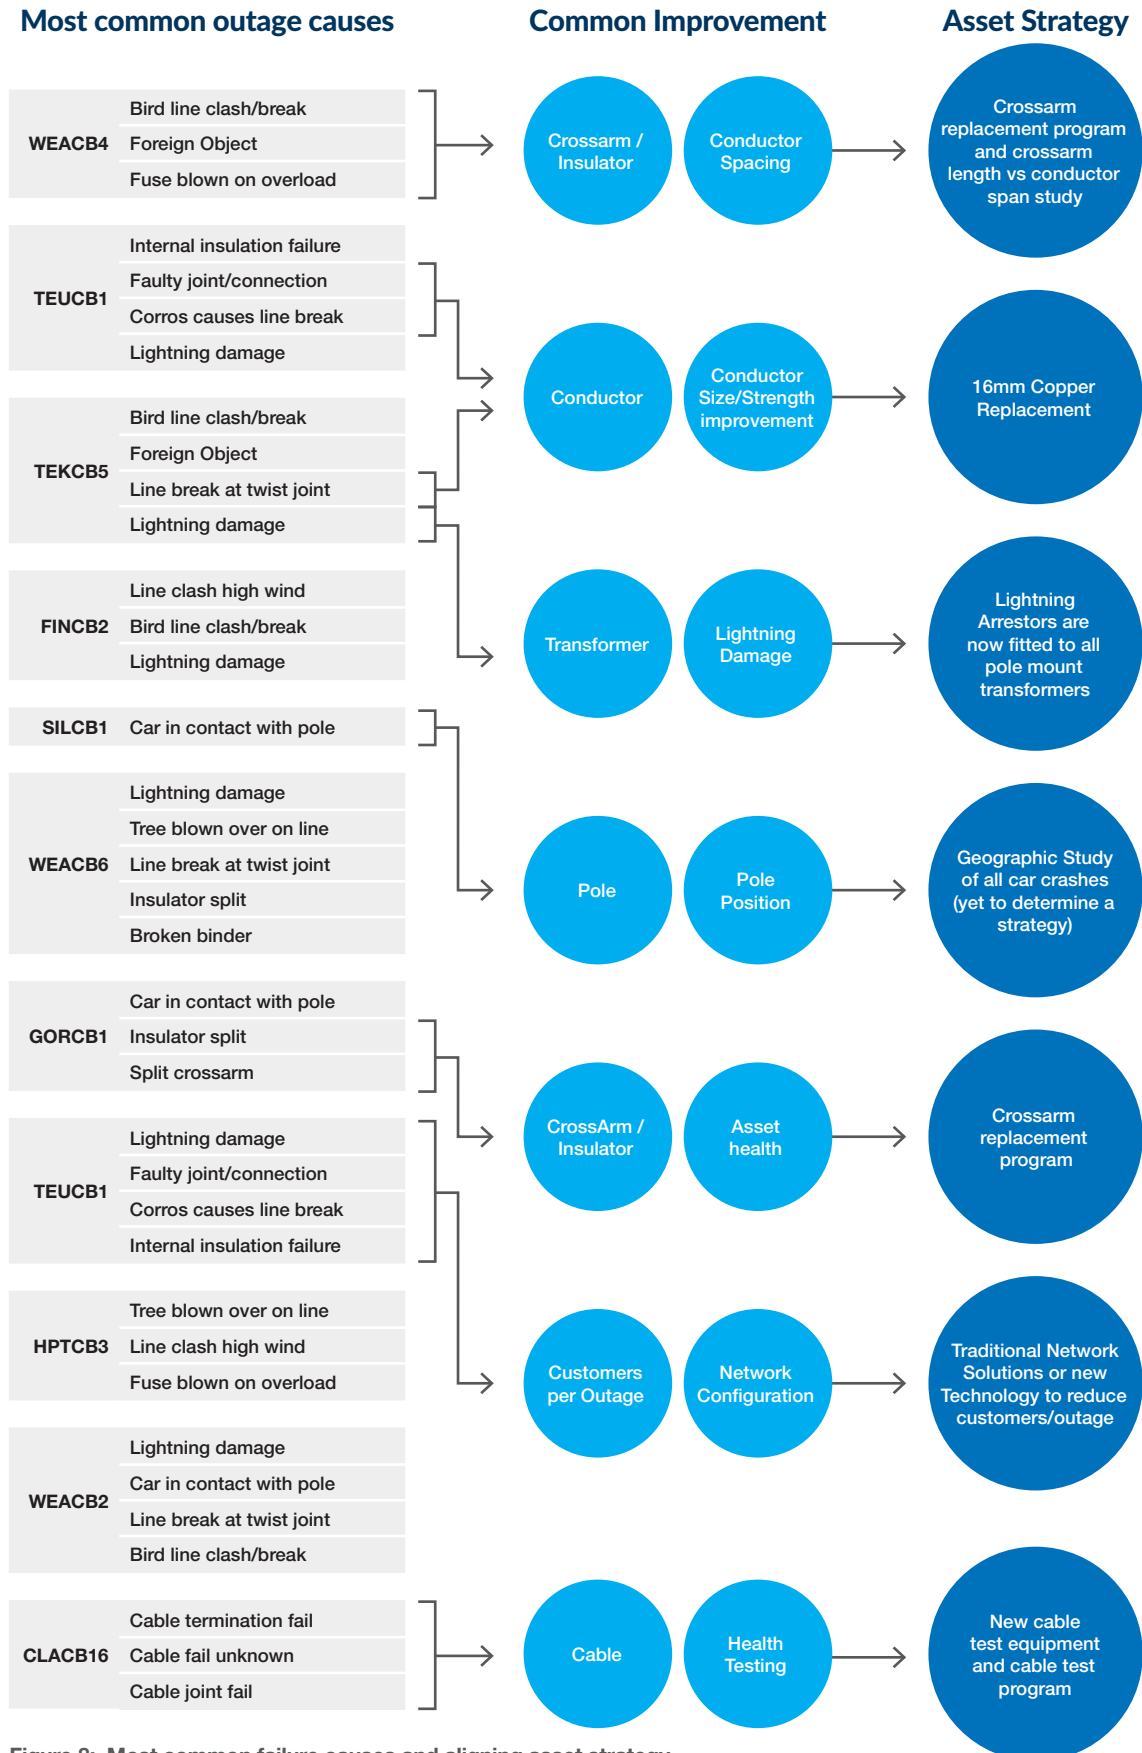 Most common outage causes
Common Improvement
Asset Strategy
WEACB4
Bird line clash/break
Foreign Object
Fuse blown on overload
Crossarm /
Insulator
Conductor
Spacing
Crossarm
replacement program
and crossarm
length vs conductor
span study
TEUCB1
Internal insulation failure
Faulty joint/connection
Corros causes line break
Lightning damage
Conductor
Conductor
Size/Strength
improvement
16mm Copper
Replacement
TEKCB5
Bird line clash/break
Foreign Object
Line break at twist joint
Lightning damage
FINCB2
Line clash high wind
Bird line clash/break
Lightning damage
Transformer
Lightning
Damage
Lightning
Arrestors are
now fitted to all
pole mount
transformers
SILCB1
Car in contact with pole
WEACB6
Lightning damage
Tree blown over on line
Line break at twist joint
Insulator split
Broken binder
Pole
Pole
Position
Geographic Study
of all car crashes
(yet to determine a
strategy)
GORCB1
Car in contact with pole
Insulator split
Split crossarm
CrossArm /
Insulator
Asset
health
Crossarm
replacement
program
TEUCB1
Lightning damage
Faulty joint/connection
Corros causes line break
Internal insulation failure
HPTCB3
Tree blown over on line
Line clash high wind
Fuse blown on overload
Customers
per Outage
Network
Configuration
Traditional Network
Solutions or new
Technology to reduce
customers/outage
WEACB2
Lightning damage
Car in contact with pole
Line break at twist joint
Bird line clash/break
CLACB16
Cable termination fail
Cable fail unknown
Cable joint fail
Cable
Health
Testing
New cable
test equipment
and cable test
program
Most common failure causes and aligning asset strategy